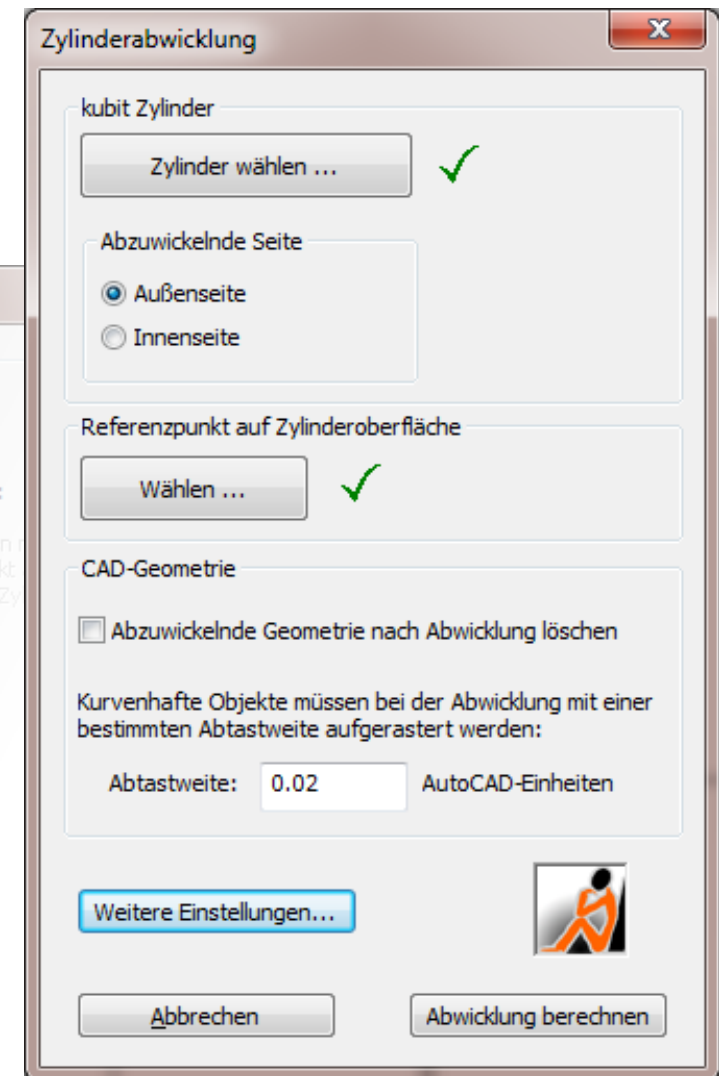 Zylinderabwicklung
kubit Zylinder
Zylinder wählen ...
Abzuwickelnde Seite
Außenseite
Innenseite
Referenzpunkt auf Zylinderoberfläche
Wählen ...
CAD-Geometrie
Abzuwickelnde Geometrie nach Abwicklung löschen
Kurvenhafte Objekte müssen bei der Abwicklung mit einer
bestimmten Abtastweite aufgerastert werden:
Abtastweite: 0.02 AutoCAD-Einheiten
Weitere Einstellungen...
Abbrechen Abwicklung berechnen